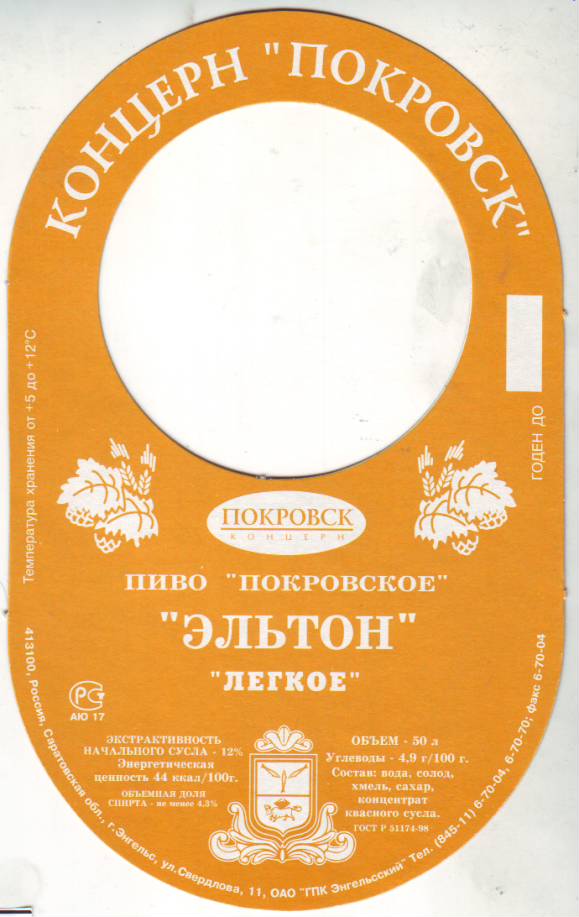 КОНЦЕРН "ПОКРОВСК"
Температура хранения от +5 до +12°С
ГОДЕН ДО
ПОКРОВСК
КОНЦЕРН
ПИВО "ПОКРОВСКОЕ"
"ЭЛЬТОН"
"ЛЕГКОЕ"
РСТ
АЮ 17
ЭКСТРАКТИВНОСТЬ
НАЧАЛЬНОГО СУСЛА - 12%
Энергетическая
ценность 44 ккал/100г.
ОБЪЕМНАЯ ДОЛЯ
СПИРТА - не менее 4,3%
ОБЪЕМ - 50 л
Углеводы - 4,9 г/100 г.
Состав: вода, солод,
хмель, сахар,
концентрат
квасного сусла.
ГОСТ Р 51174-98
413100, Россия, Саратовская обл., г.Энгельс, ул.Свердлова, 11, ОАО "ГПК Энгельсский" Тел. (845-11) 6-70-04, 6-70-70; факс 6-70-04